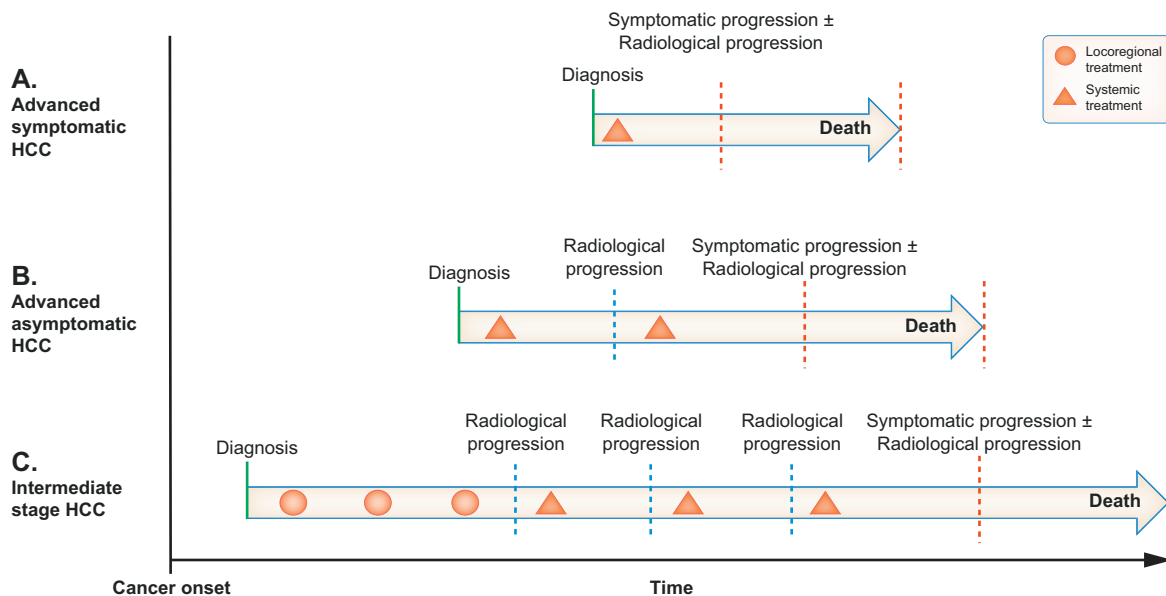 Symptomatic progression ±
Radiological progression
Locoregional
treatment
Systemic
treatment
A.
Advanced
symptomatic
HCC
Diagnosis
Death
B.
Advanced
asymptomatic
HCC
Diagnosis
Radiological
progression
Symptomatic progression ±
Radiological progression
Death
C.
Intermediate
stage HCC
Diagnosis
Radiological
progression
Radiological
progression
Radiological
progression
Symptomatic progression ±
Radiological progression
Death
Cancer onset
Time